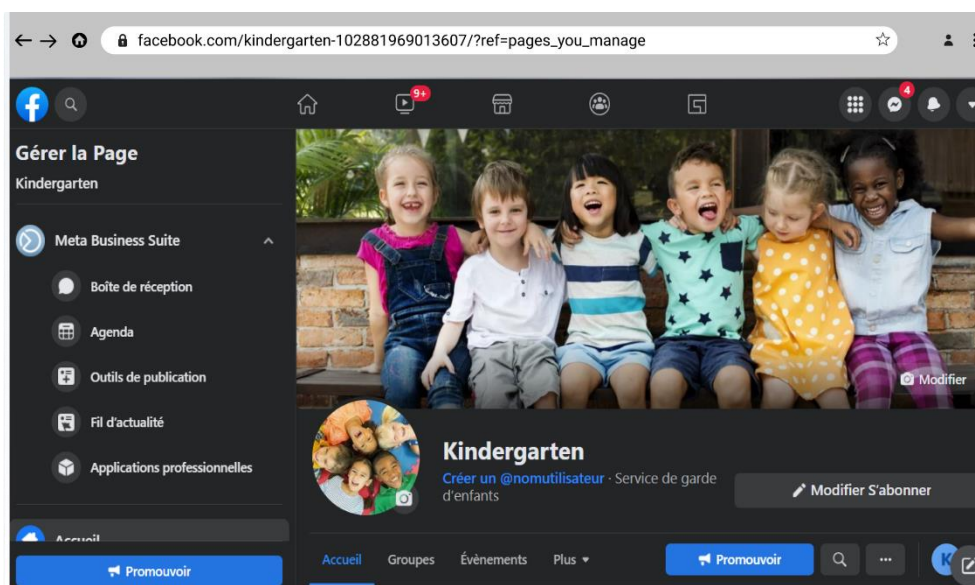 facebook.com/kindergarten-102881969013607/?ref=pages_you_manage
9+
4
Gérer la Page
Kindergarten
Meta Business Suite
Boîte de réception
Agenda
Outils de publication
Fil d'actualité
Applications professionnelles
Accueil
Promouvoir
Modifier
Kindergarten
Créer un @nomutilisateur · Service de garde
d'enfants
Modifier S'abonner
Accueil Groupes Évènements Plus
Promouvoir
K